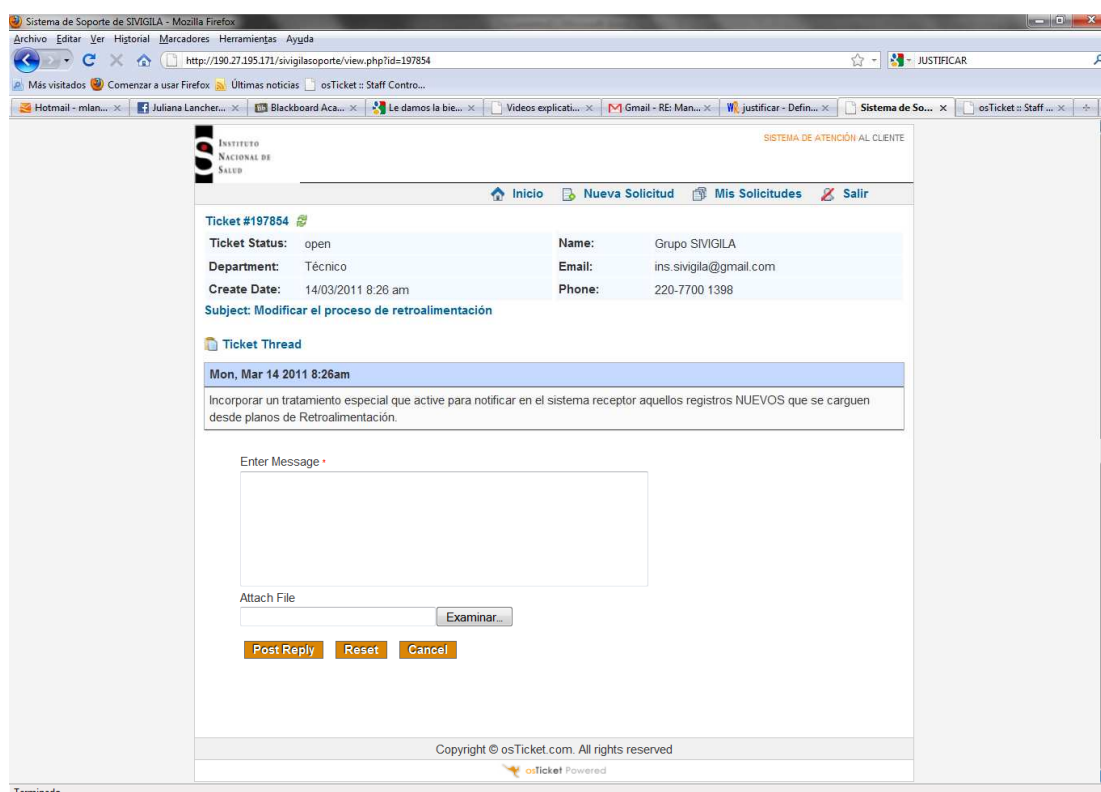 Sistema de Soporte de SIVIGILA - Mozilla Firefox
Archivo Editar Ver Historial Marcadores Herramientas Ayuda
http://190.27.195.171/sivigilasoporte/view.php?id=197854 JUSTIFICAR
Más visitados Comenzar a usar Firefox Últimas noticias osTicket :: Staff Contro...
Hotmail - mlan... Juliana Lancher... Blackboard Aca... Le damos la bie... Videos explicati... Gmail - RE: Man... justificar - Defin... Sistema de So... osTicket :: Staff ...
INSTITUTO
NACIONAL DE
SALUD
SISTEMA DE ATENCIÓN AL CLIENTE
Inicio Nueva Solicitud Mis Solicitudes Salir
Ticket #197854
Ticket Status: open Name: Grupo SIVIGILA
Department: Técnico Email: ins.sivigila@gmail.com
Create Date: 14/03/2011 8:26 am Phone: 220-7700 1398
Subject: Modificar el proceso de retroalimentación
Ticket Thread
Mon, Mar 14 2011 8:26am
Incorporar un tratamiento especial que active para notificar en el sistema receptor aquellos registros NUEVOS que se carguen
desde planos de Retroalimentación.
Enter Message *
Attach File
Examinar...
Post Reply Reset Cancel
Copyright © osTicket.com. All rights reserved
osTicket Powered
Terminado